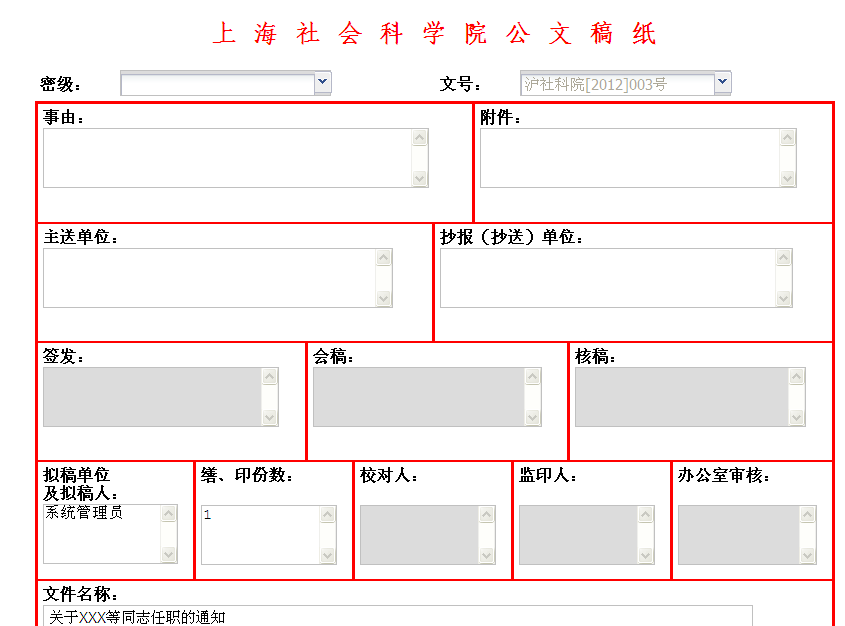 上海社会科学院公文稿纸
密级： 文号： 沪社科院[2012]003号
事由： 附件：
主送单位： 抄报（抄送）单位：
签发： 会稿： 核稿：
拟稿单位 缮、印份数： 校对人： 监印人： 办公室审核：
及拟稿人：
系统管理员 1
文件名称：
关于XXX等同志任职的通知